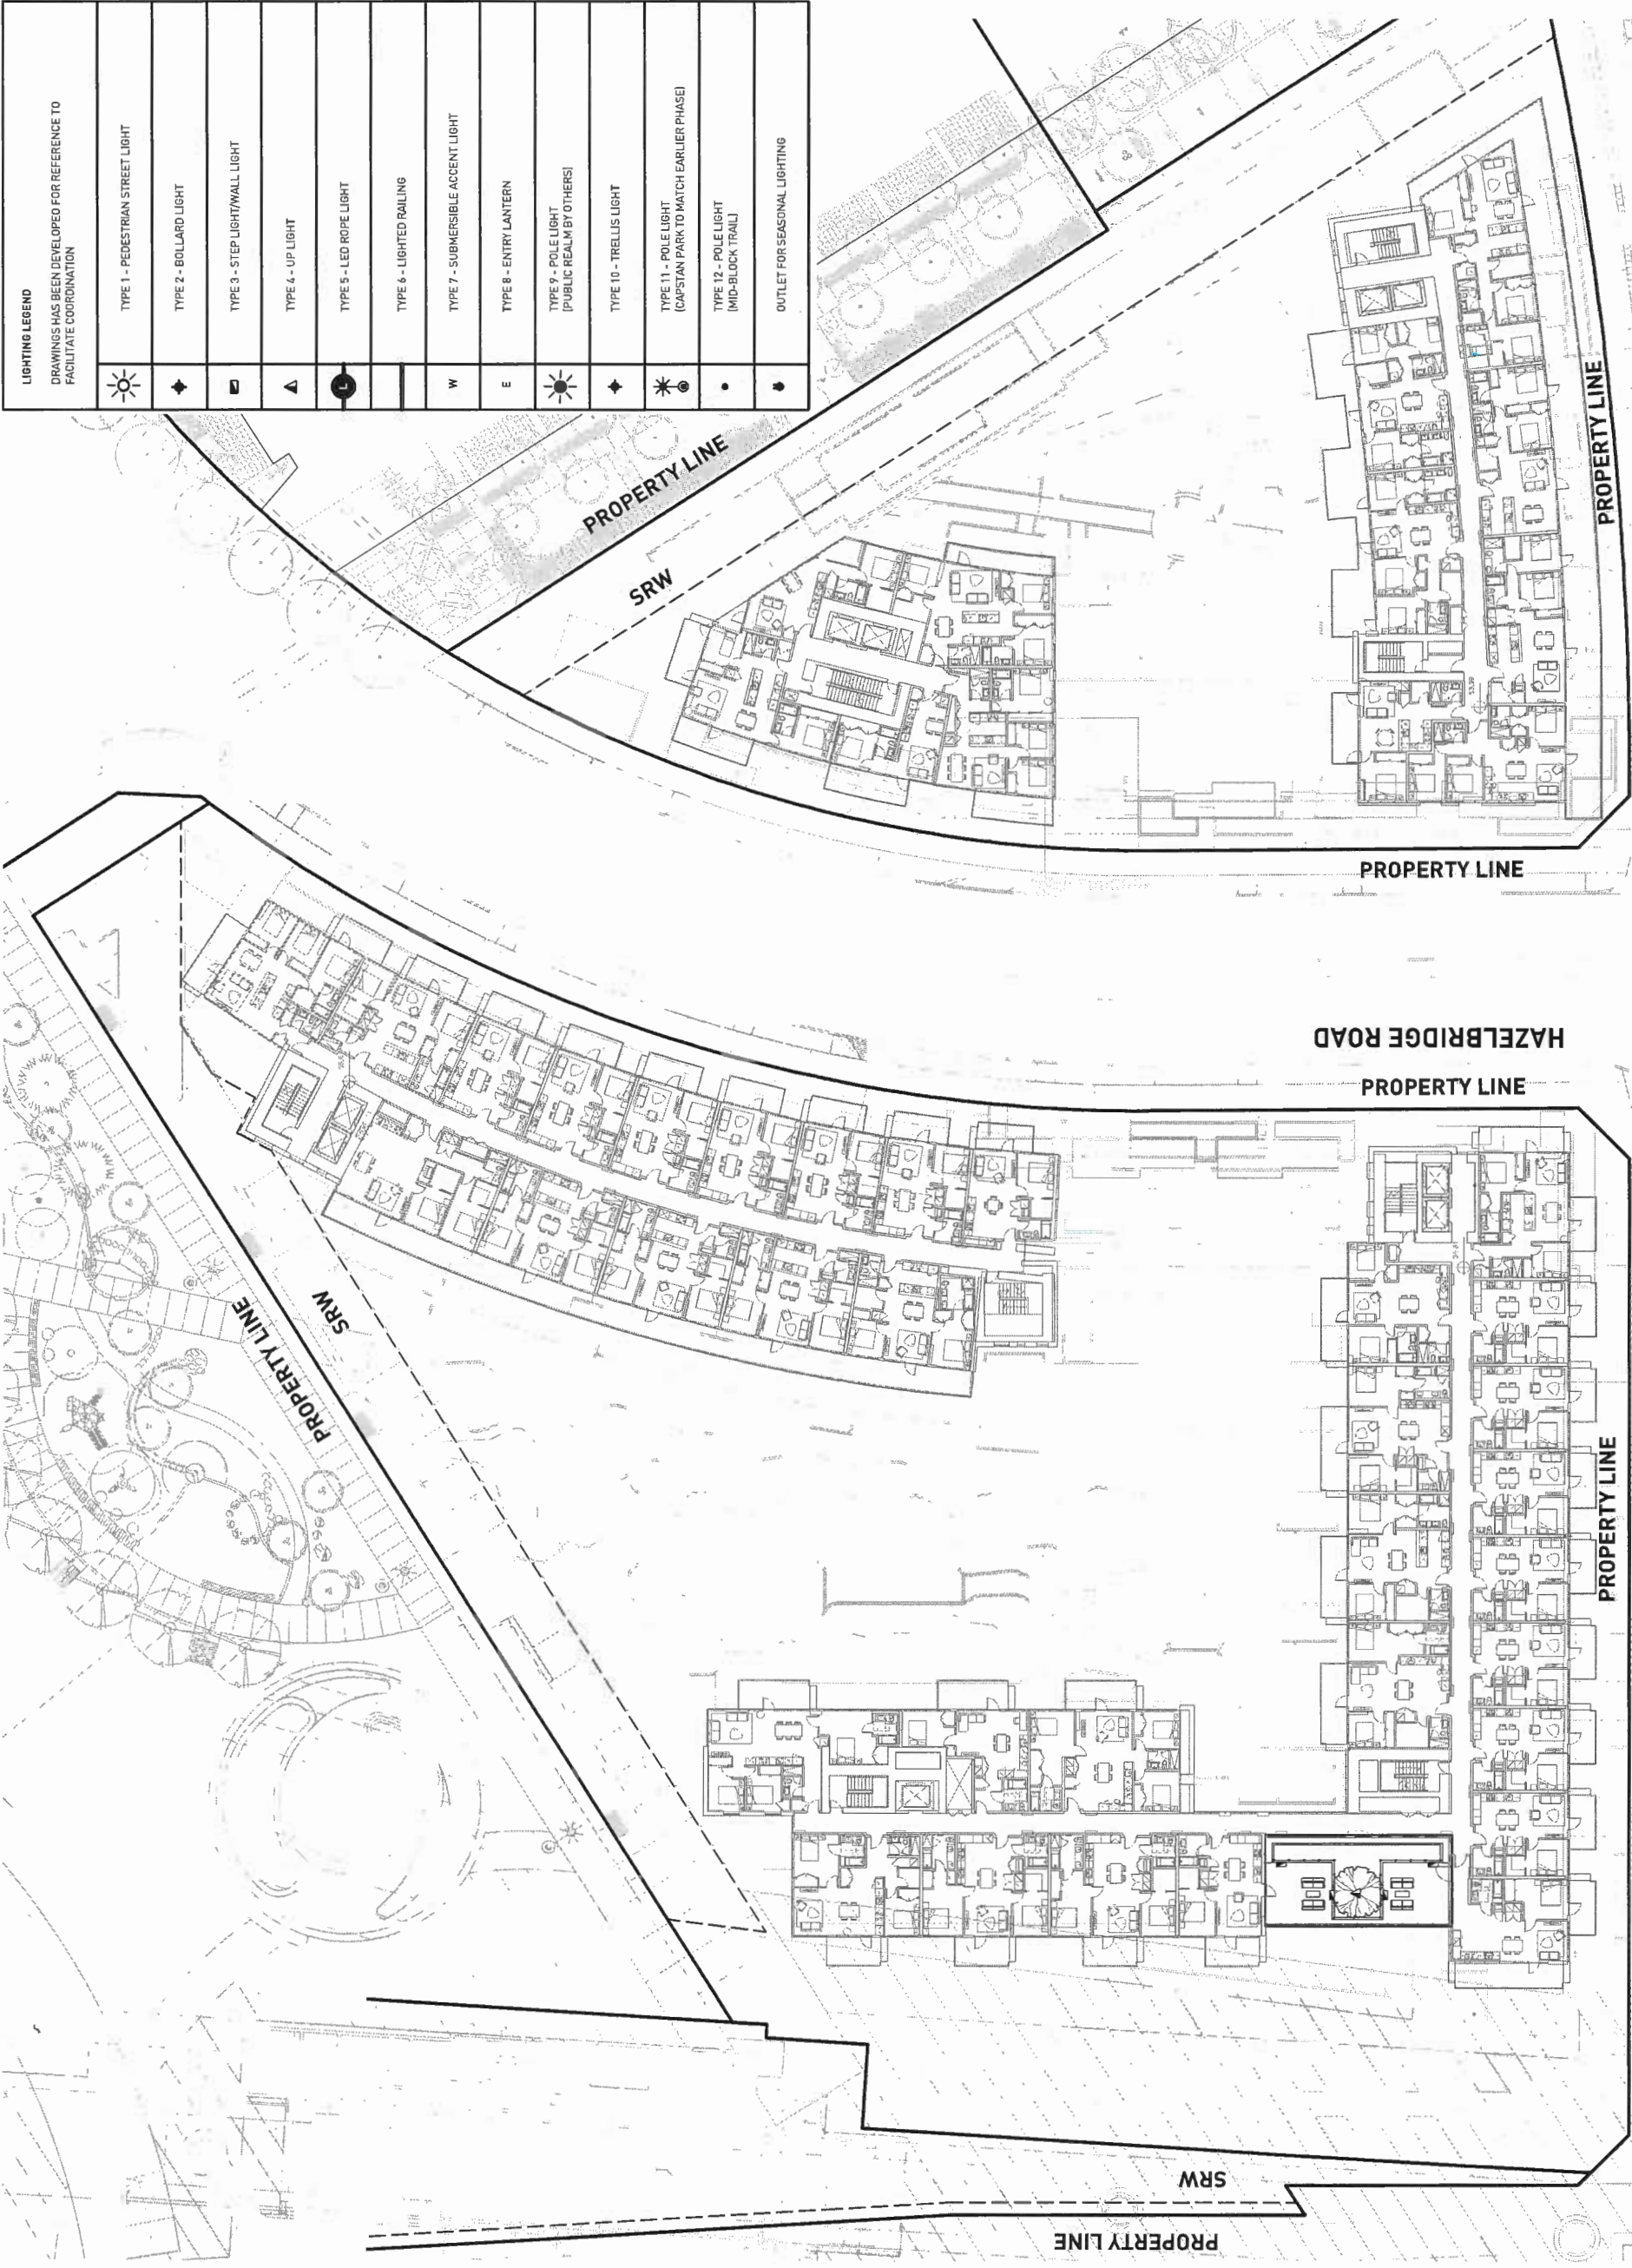 LIGHTING LEGEND
DRAWINGS HAS BEEN DEVELOPED FOR REFERENCE TO
FACILITATE COORDINATION
TYPE 1 - PEDESTRIAN STREET LIGHT
TYPE 2 - BOLLARD LIGHT
TYPE 3 - STEP LIGHT/WALL LIGHT
TYPE 4 - UP LIGHT
L
TYPE 5 - LED ROPE LIGHT
TYPE 6 - LIGHTED RAILING
W
TYPE 7 - SUBMERSIBLE ACCENT LIGHT
E
TYPE 8 - ENTRY LANTERN
TYPE 9 - POLE LIGHT
(PUBLIC REALM BY OTHERS)
TYPE 10 - TRELLIS LIGHT
TYPE 11 - POLE LIGHT
(CAPSTAN PARK TO MATCH EARLIER PHASE)
TYPE 12 - POLE LIGHT
(MID-BLOCK TRAIL)
OUTLET FOR SEASONAL LIGHTING
PROPERTY LINE
SRW
PROPERTY LINE
PROPERTY LINE
HAZELBRIDGE ROAD
PROPERTY LINE
PROPERTY LINE
SRW
PROPERTY LINE
SRW
PROPERTY LINE